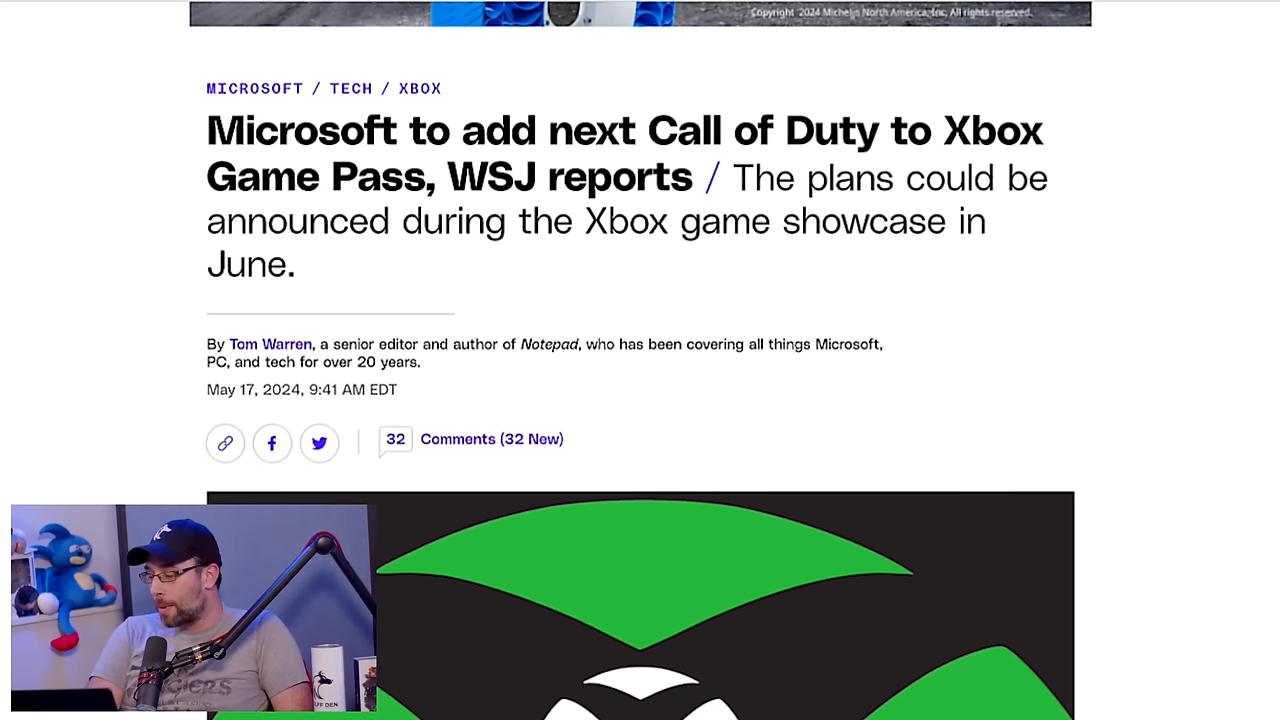 Copyright 2024 Michelin North America, Inc. All rights reserved.
MICROSOFT / TECH / XBOX
Microsoft to add next Call of Duty to Xbox
Game Pass, WSJ reports / The plans could be
announced during the Xbox game showcase in
June.
By Tom Warren, a senior editor and author of Notepad, who has been covering all things Microsoft,
PC, and tech for over 20 years.
May 17, 2024, 9:41 AM EDT
32 Comments (32 New)